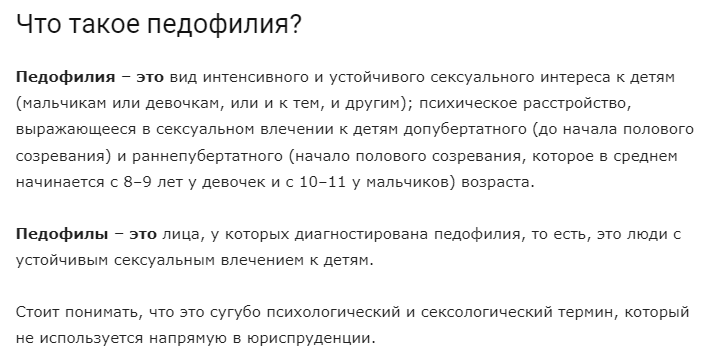 Что такое педофилия?
Педофилия – это вид интенсивного и устойчивого сексуального интереса к детям
(мальчикам или девочкам, или и к тем, и другим); психическое расстройство,
выражающееся в сексуальном влечении к детям допубертатного (до начала полового
созревания) и раннепубертатного (начало полового созревания, которое в среднем
начинается с 8–9 лет у девочек и с 10–11 у мальчиков) возраста.
Педофилы – это лица, у которых диагностирована педофилия, то есть, это люди с
устойчивым сексуальным влечением к детям.
Стоит понимать, что это сугубо психологический и сексологический термин, который
не используется напрямую в юриспруденции.